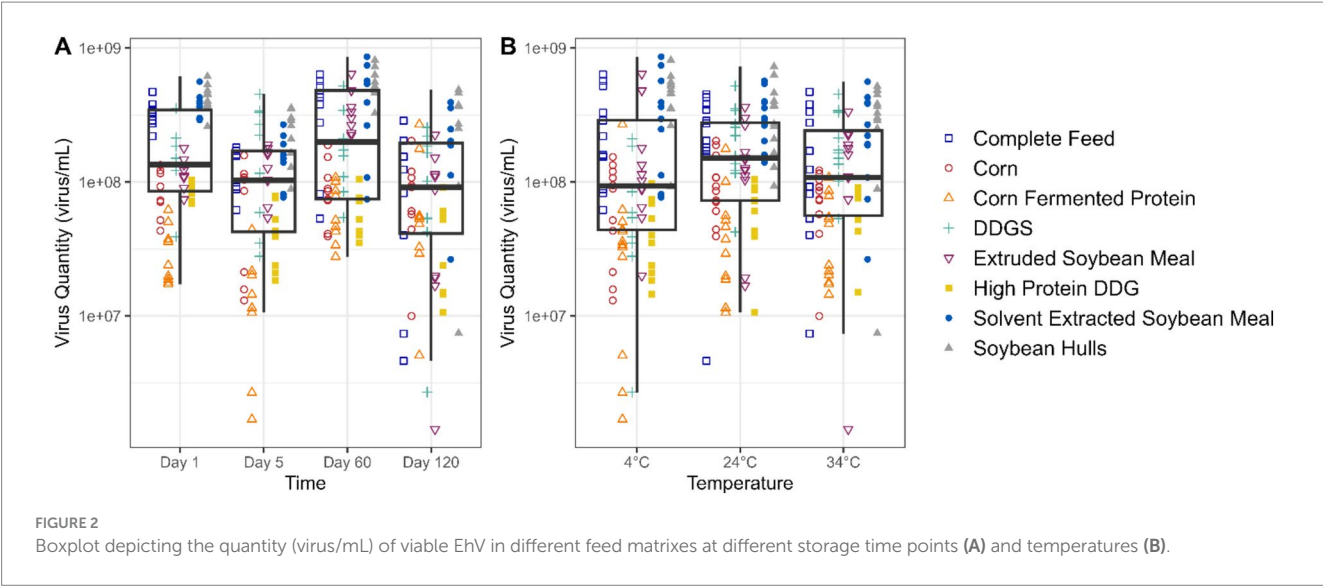 A
Virus Quantity (virus/mL)
1e+09
1e+08
1e+07
Day 1
Day 5
Day 60
Day 120
Time
B
Virus Quantity (virus/mL)
1e+09
1e+08
1e+07
4°C
24°C
34°C
Temperature
Complete Feed
Corn
Corn Fermented Protein
DDGS
Extruded Soybean Meal
High Protein DDG
Solvent Extracted Soybean Meal
Soybean Hulls
FIGURE 2
Boxplot depicting the quantity (virus/mL) of viable EhV in different feed matrixes at different storage time points (A) and temperatures (B).